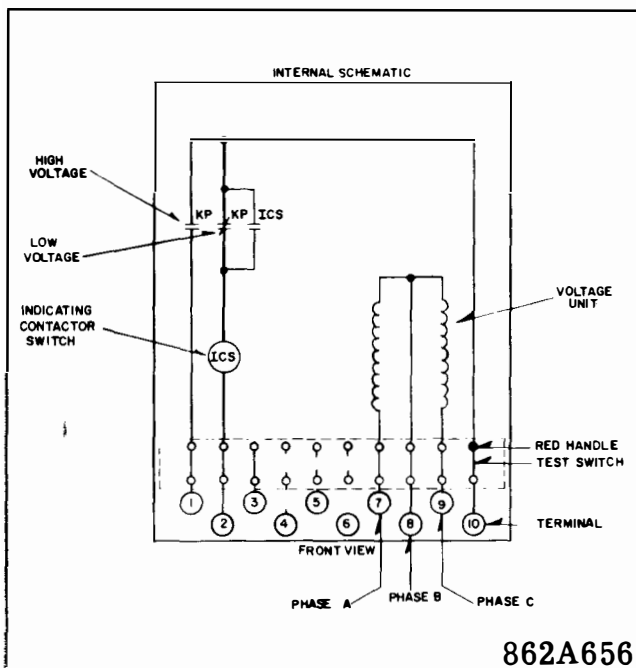 INTERNAL SCHEMATIC
HIGH
VOLTAGE
KP
KP
ICS
LOW
VOLTAGE
VOLTAGE
UNIT
INDICATING
CONTACTOR
SWITCH
ICS
RED HANDLE
TEST SWITCH
1
3
5
7
9
2
4
6
8
10
TERMINAL
FRONT VIEW
PHASE A
PHASE B
PHASE C
862A656